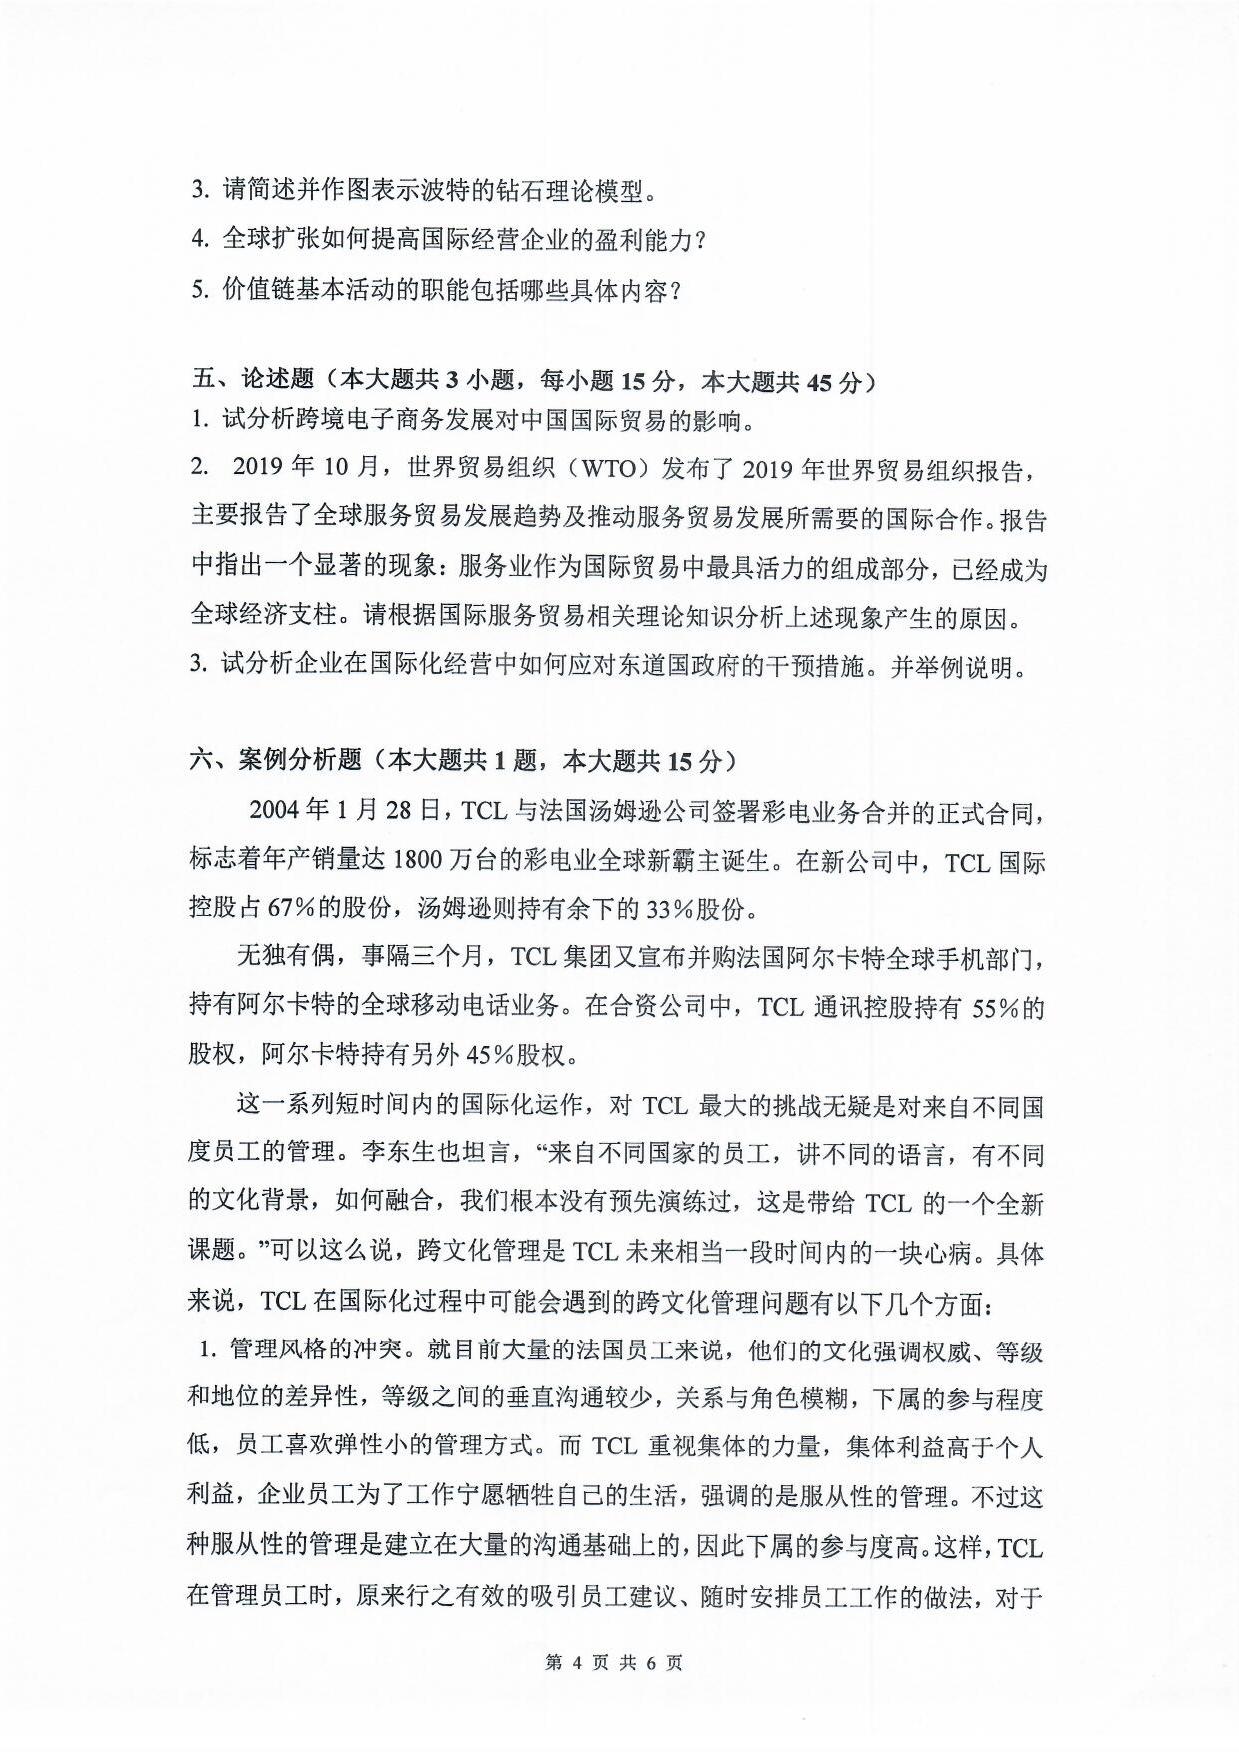 3. 请简述并作图表示波特的钻石理论模型。
4. 全球扩张如何提高国际经营企业的盈利能力？
5. 价值链基本活动的职能包括哪些具体内容？
五、论述题（本大题共 3 小题，每小题 15 分，本大题共 45 分）
1. 试分析跨境电子商务发展对中国国际贸易的影响。
2. 2019 年 10 月，世界贸易组织（WTO）发布了 2019 年世界贸易组织报告，
主要报告了全球服务贸易发展趋势及推动服务贸易发展所需要的国际合作。报告
中指出一个显著的现象：服务业作为国际贸易中最具活力的组成部分，已经成为
全球经济支柱。请根据国际服务贸易相关理论知识分析上述现象产生的原因。
3. 试分析企业在国际化经营中如何应对东道国政府的干预措施。并举例说明。
六、案例分析题（本大题共 1 题，本大题共 15 分）
2004 年 1 月 28 日，TCL 与法国汤姆逊公司签署彩电业务合并的正式合同，
标志着年产销量达 1800 万台的彩电业全球新霸主诞生。在新公司中，TCL 国际
控股占 67%的股份，汤姆逊则持有余下的 33%股份。
无独有偶，事隔三个月，TCL 集团又宣布并购法国阿尔卡特全球手机部门，
持有阿尔卡特的全球移动电话业务。在合资公司中，TCL 通讯控股持有 55%的
股权，阿尔卡特持有另外 45%股权。
这一系列短时间内的国际化运作，对 TCL 最大的挑战无疑是对来自不同国
度员工的管理。李东生也坦言，“来自不同国家的员工，讲不同的语言，有不同
的文化背景，如何融合，我们根本没有预先演练过，这是带给 TCL 的一个全新
课题。”可以这么说，跨文化管理是 TCL 未来相当一段时间内的一块心病。具体
来说，TCL 在国际化过程中可能会遇到的跨文化管理问题有以下几个方面：
1. 管理风格的冲突。就目前大量的法国员工来说，他们的文化强调权威、等级
和地位的差异性，等级之间的垂直沟通较少，关系与角色模糊，下属的参与程度
低，员工喜欢弹性小的管理方式。而 TCL 重视集体的力量，集体利益高于个人
利益，企业员工为了工作宁愿牺牲自己的生活，强调的是服从性的管理。不过这
种服从性的管理是建立在大量的沟通基础上的，因此下属的参与度高。这样，TCL
在管理员工时，原来行之有效的吸引员工建议、随时安排员工工作的做法，对于
第 4 页 共 6 页